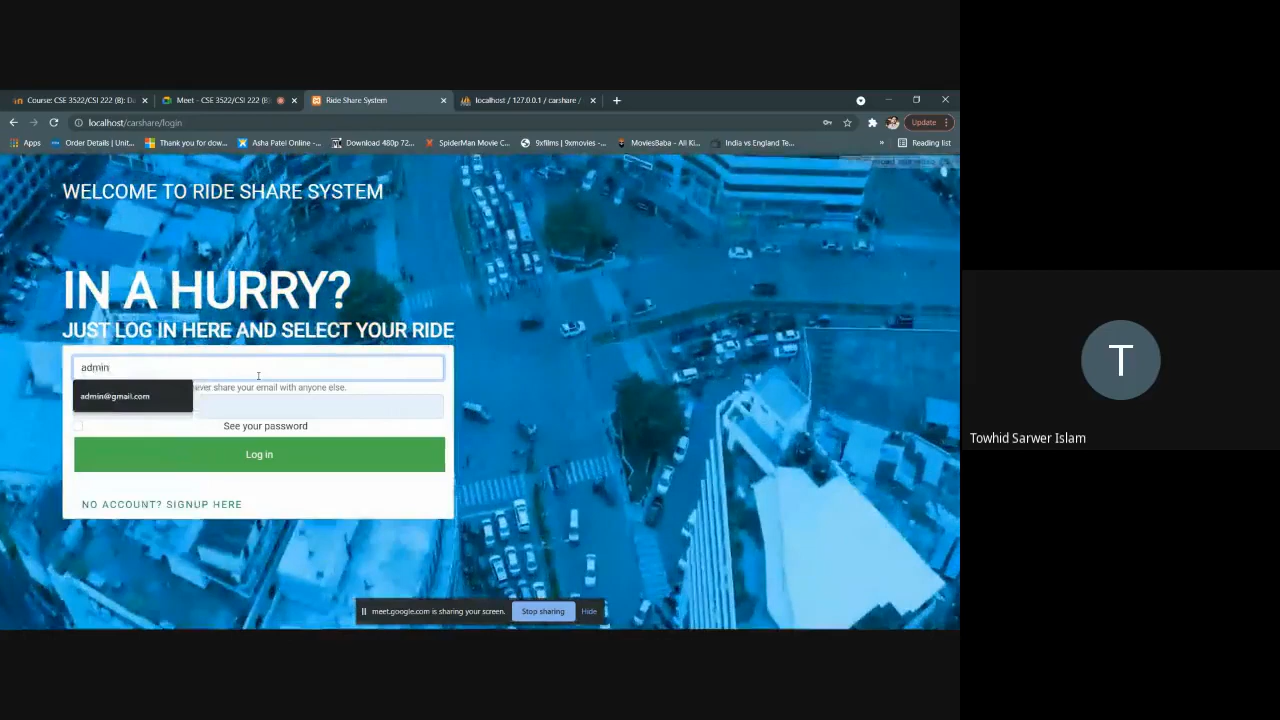 Course: CSE 3522/CSI 222 (B): Da
Meet - CSE 3522/CSI 222 (B)
Ride Share System
localhost / 127.0.0.1 / carshare /
localhost/carshare/login
Update
Apps
Order Details | Unit...
Thank you for dow...
Asha Patel Online -...
Download 480p 72...
SpiderMan Movie C...
9xfilms | 9xmovies -...
MoviesBaba - All Ki...
India vs England Te...
»
Reading list
WELCOME TO RIDE SHARE SYSTEM
IN A HURRY?
JUST LOG IN HERE AND SELECT YOUR RIDE
admin
ever share your email with anyone else.
admin@gmail.com
See your password
Log in
NO ACCOUNT? SIGNUP HERE
meet.google.com is sharing your screen.
Stop sharing
Hide
T
Towhid Sarwer Islam